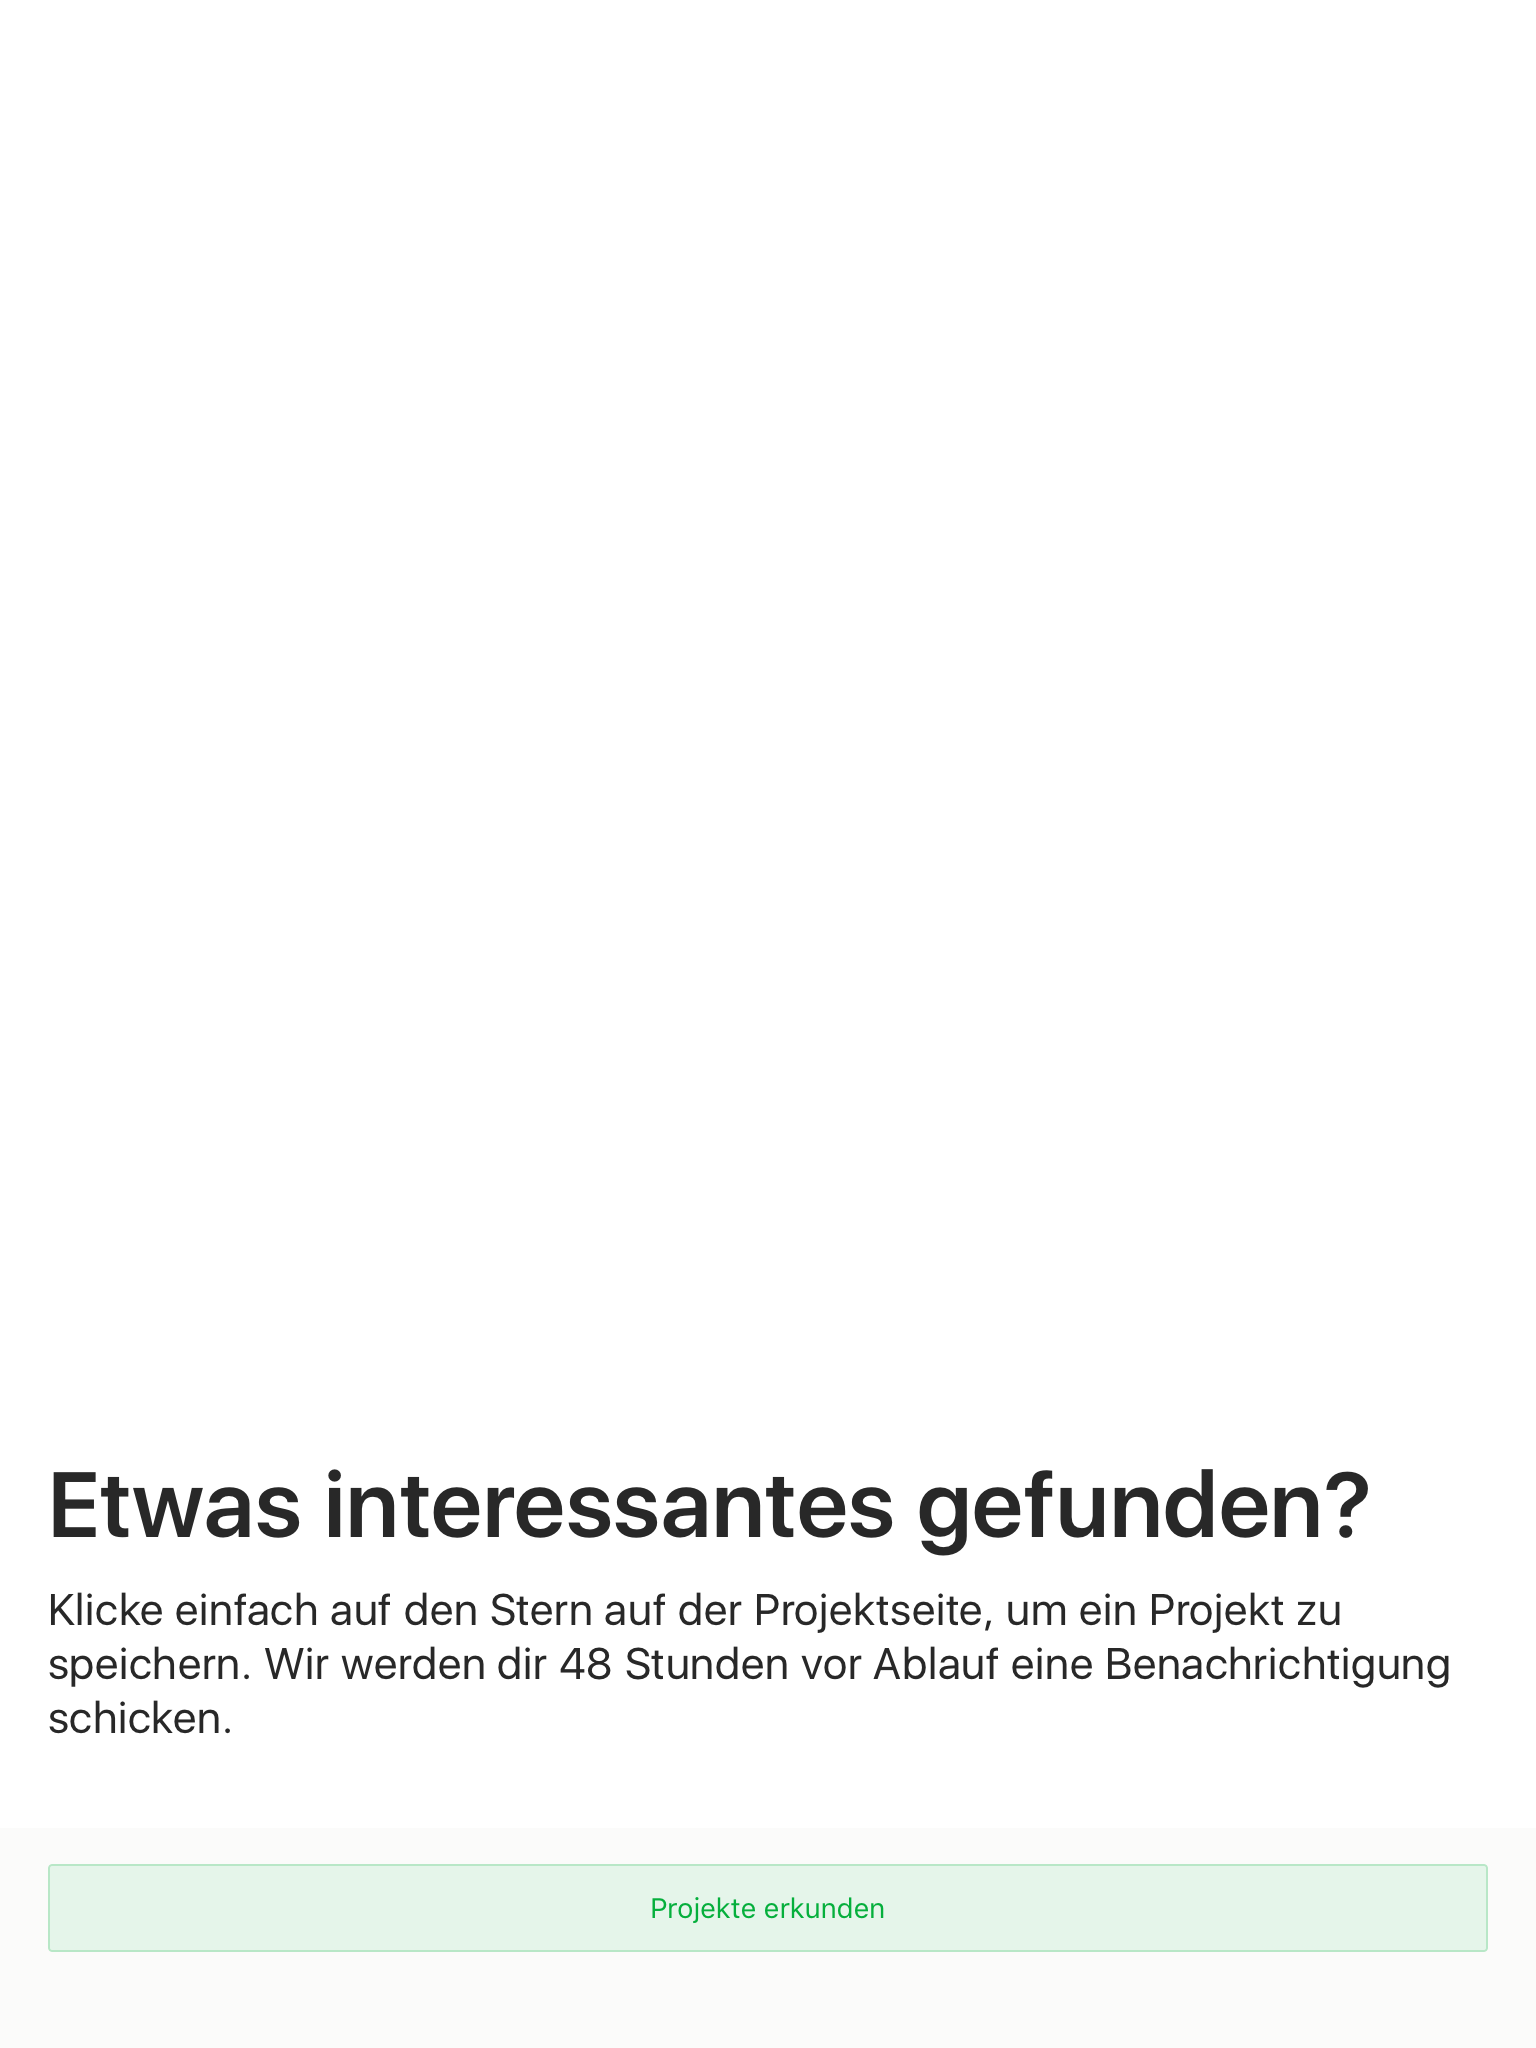 Etwas interessantes gefunden?
Klicke einfach auf den Stern auf der Projektseite, um ein Projekt zu
speichern. Wir werden dir 48 Stunden vor Ablauf eine Benachrichtigung
schicken.
Projekte erkunden